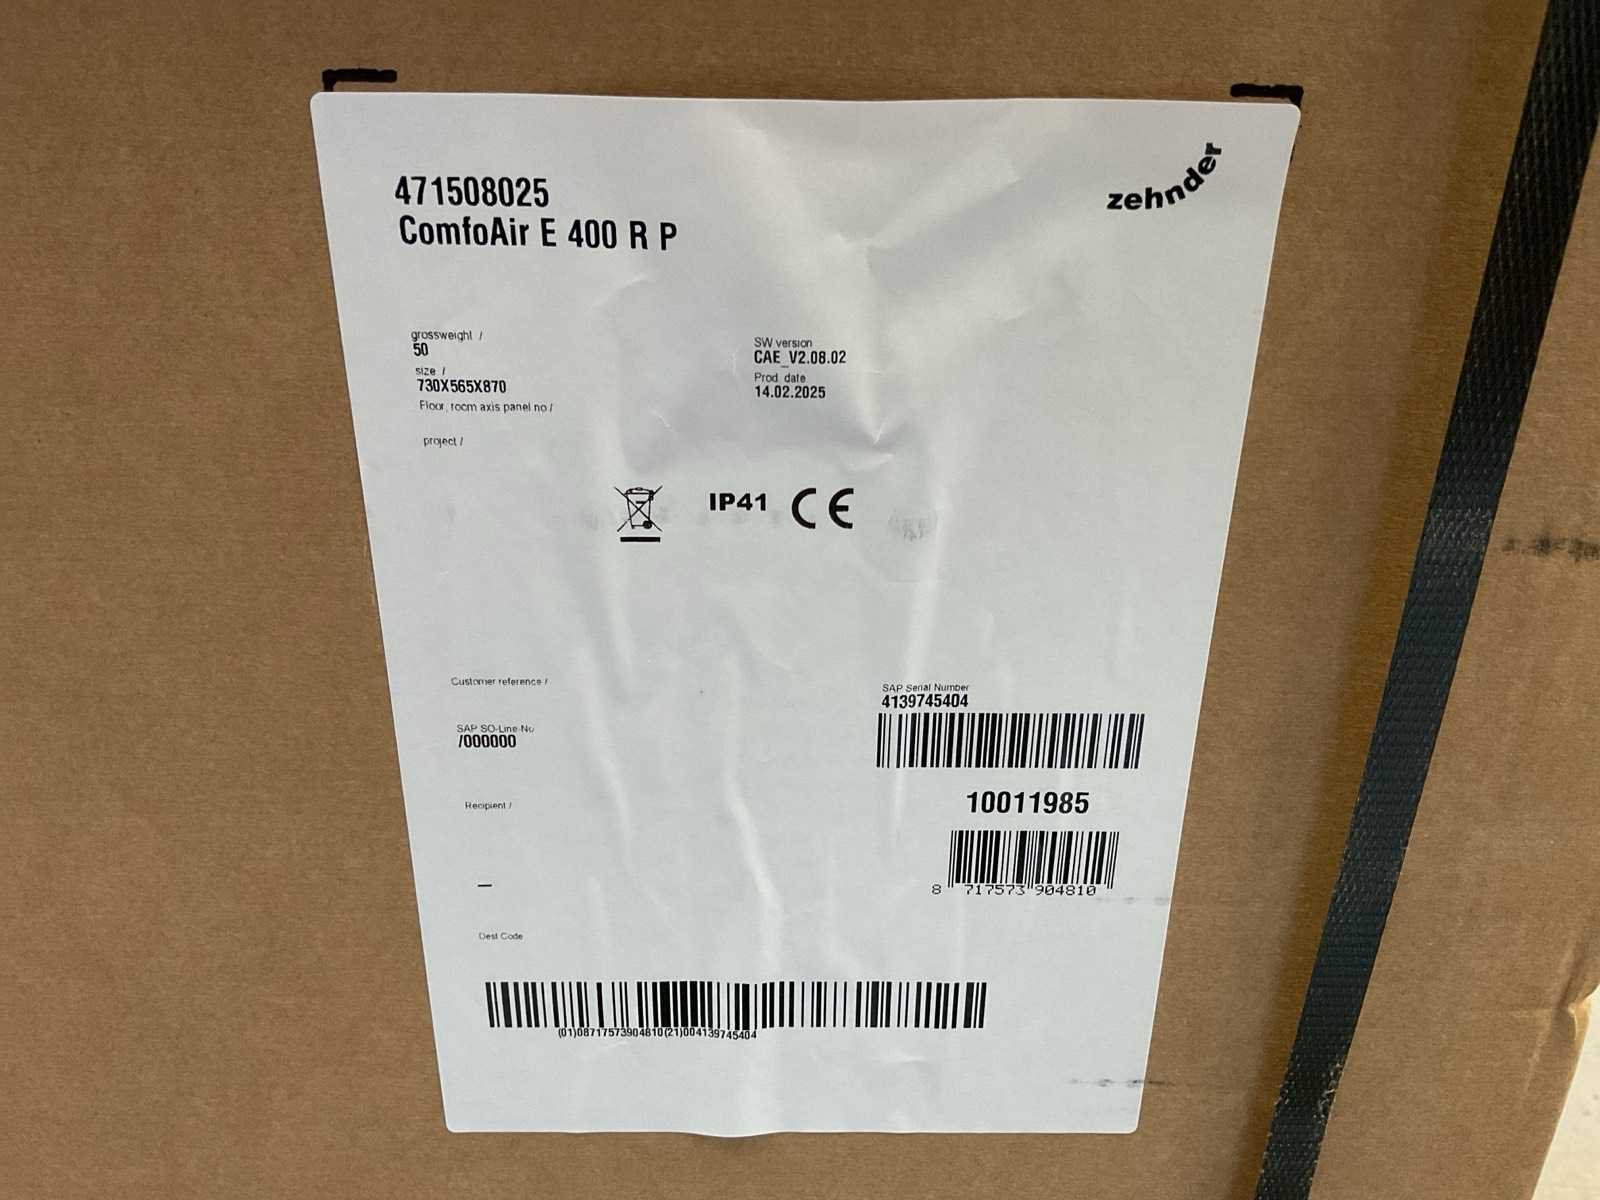 471508025
ComfoAir E 400 R P
zehnder
grossweight /
50
size /
730X565X870
Floor, room axis panel no /
project /
SW version
CAE_V2.08.02
Prod. date
14.02.2025
IP41 CE
Customer reference /
SAP SO-Line-No
/000000
Recipient /
–
Dest Code
SAP Serial Number
4139745404
10011985
8 717573 904810
(01)08717573904810(21)004139745404